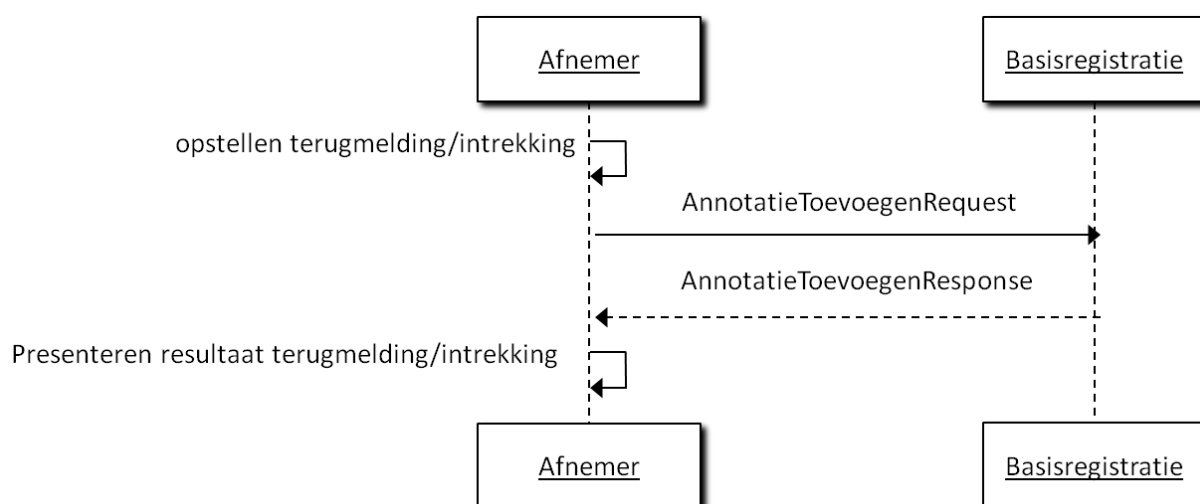 Afnemer
Basisregistratie
opstellen terugmelding/intrekking
AnnotatieToevoegenRequest
AnnotatieToevoegenResponse
Presenteren resultaat terugmelding/intrekking
Afnemer
Basisregistratie